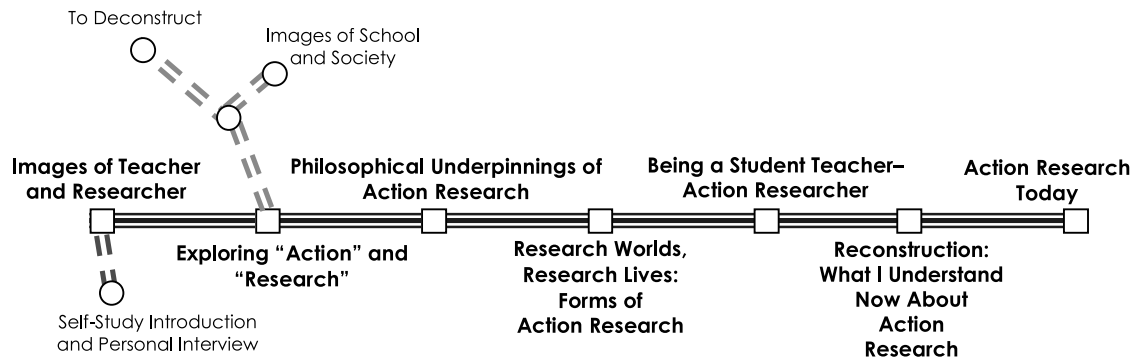 To Deconstruct
Images of School
and Society
Images of Teacher
and Researcher
Philosophical Underpinnings of
Action Research
Being a Student Teacher–
Action Researcher
Action Research
Today
Exploring “Action” and
“Research”
Research Worlds,
Research Lives:
Forms of
Action Research
Reconstruction:
What I Understand
Now About
Action
Research
Self-Study Introduction
and Personal Interview